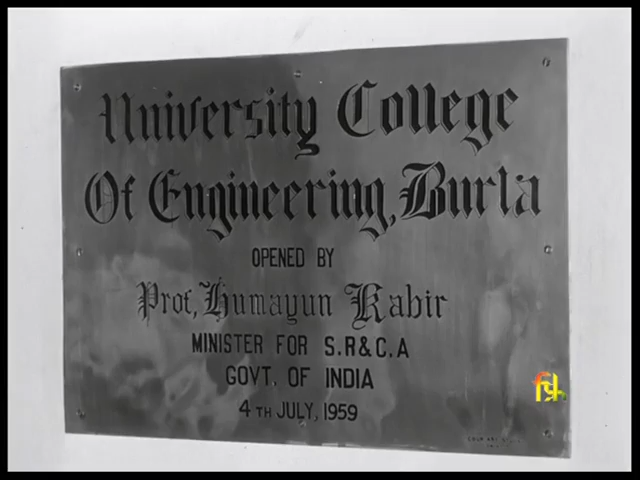 University College
Of Engineering, Burla
OPENED BY
Prof, Humayun Kabir
MINISTER FOR S.R&C.A
GOVT. OF INDIA
4TH JULY, 1959